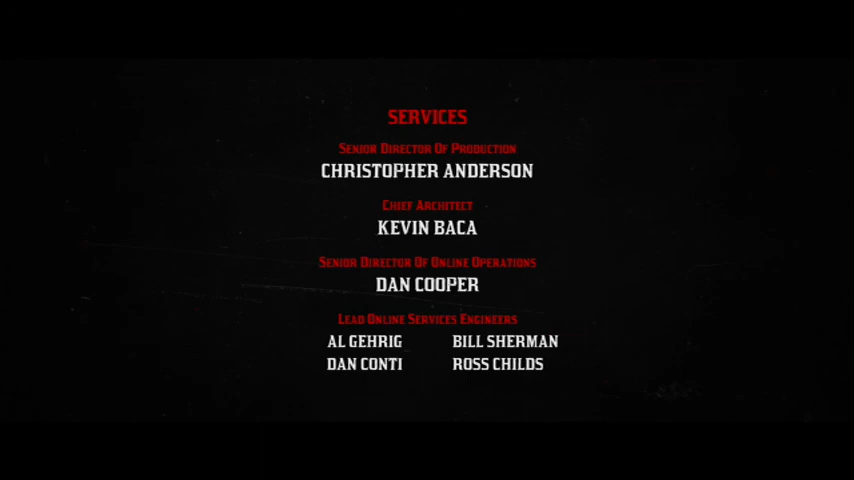 SERVICES
Senior Director Of Production
CHRISTOPHER ANDERSON
Chief Architect
KEVIN BACA
Senior Director Of Online Operations
DAN COOPER
Lead Online Services Engineers
AL GEHRIG BILL SHERMAN
DAN CONTI ROSS CHILDS